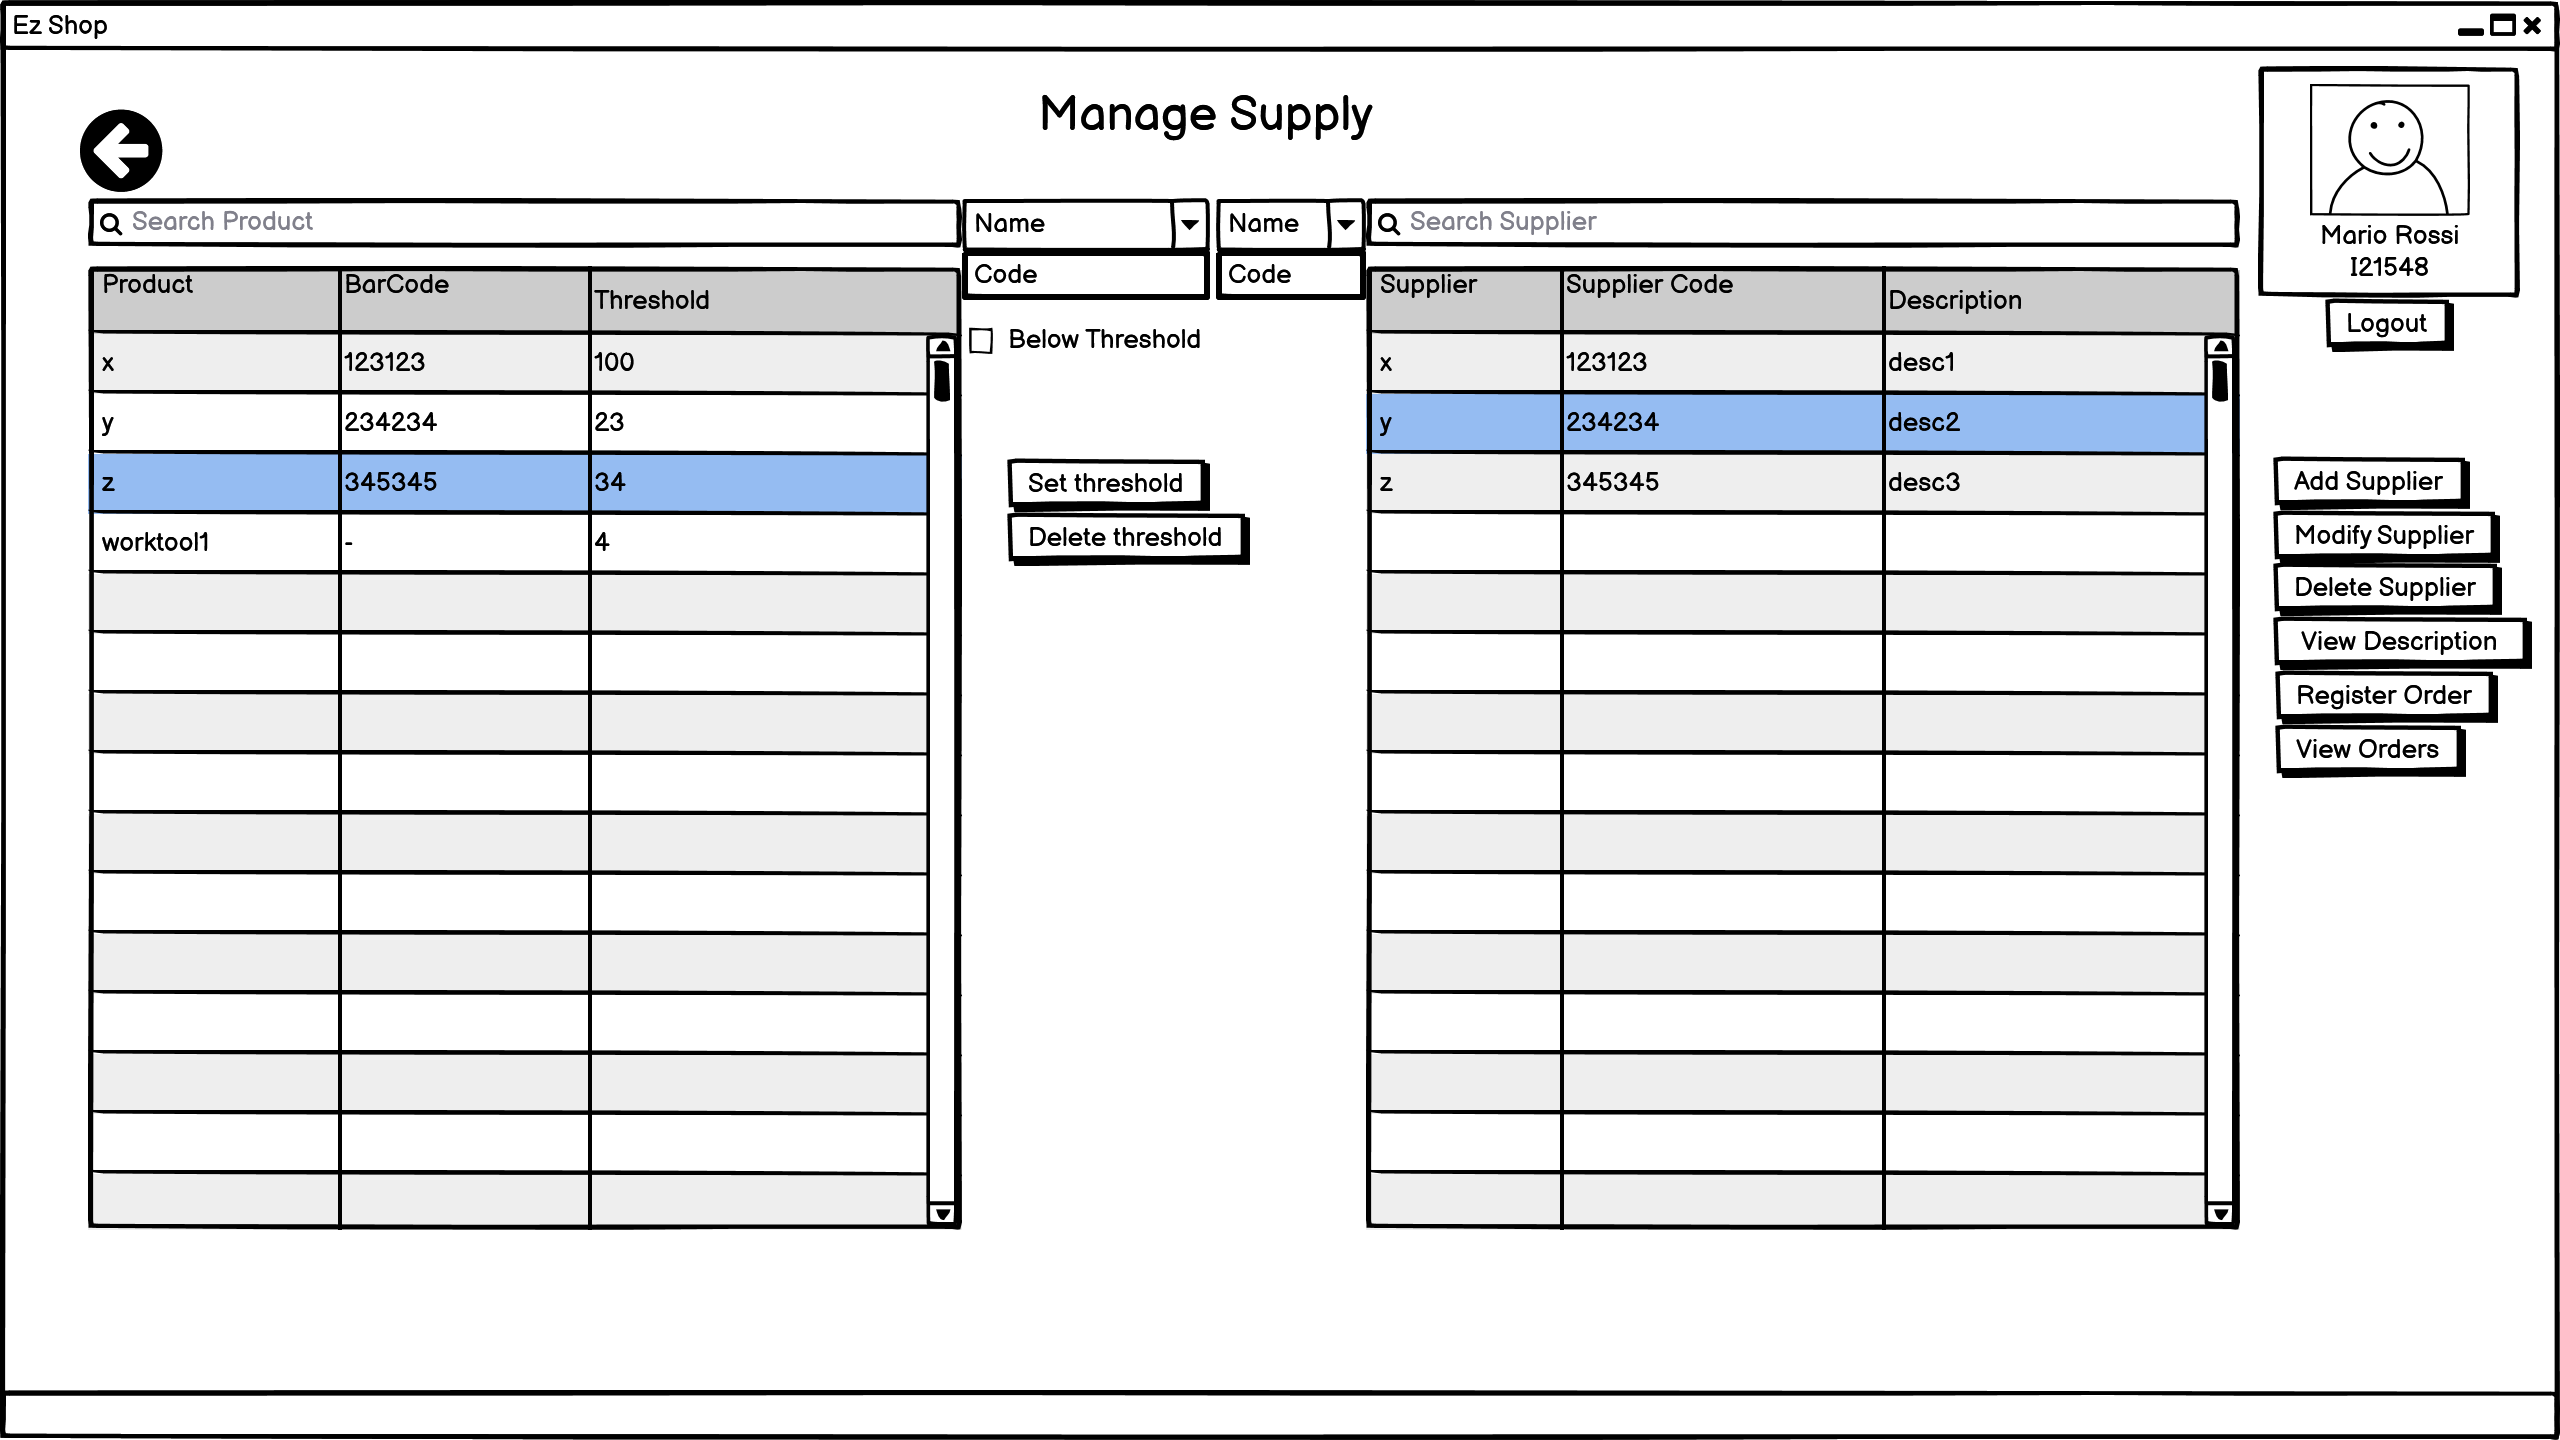 Ez Shop
Manage Supply
Mario Rossi
I21548
Logout
Search Product
Name
Code
Name
Code
Search Supplier
Product BarCode Threshold
x 123123 100
y 234234 23
z 345345 34
worktool1 - 4
Below Threshold
Set threshold
Delete threshold
Supplier Supplier Code Description
x 123123 desc1
y 234234 desc2
z 345345 desc3
Add Supplier
Modify Supplier
Delete Supplier
View Description
Register Order
View Orders